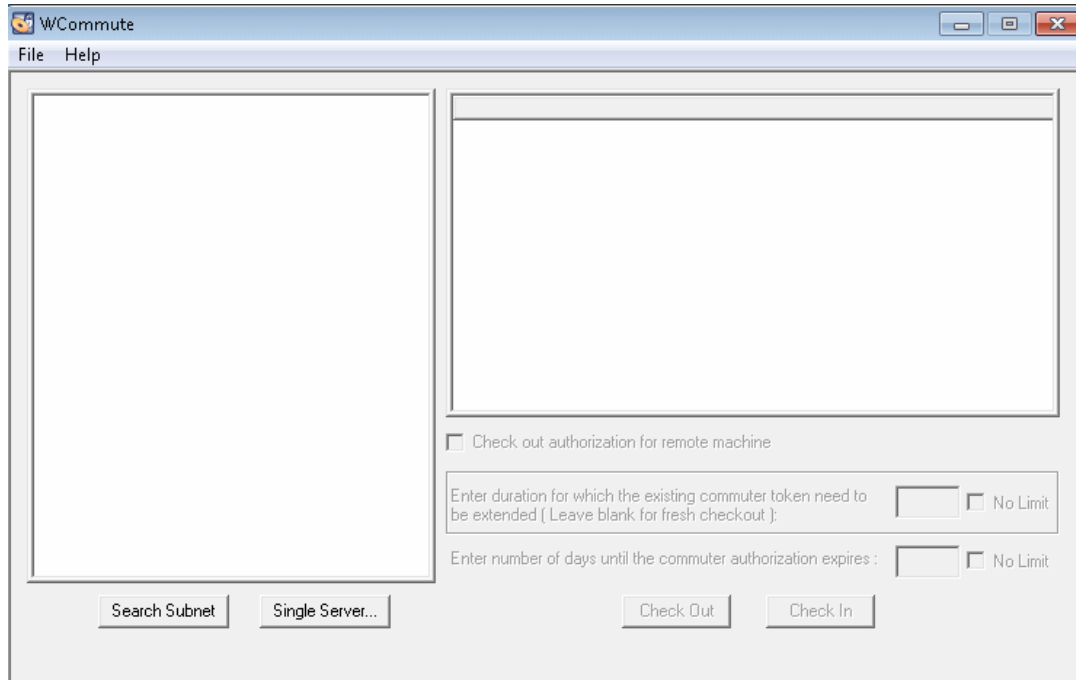 WCommute
File Help
Check out authorization for remote machine
Enter duration for which the existing commuter token need to
be extended ( Leave blank for fresh checkout ):
No Limit
Enter number of days until the commuter authorization expires :
No Limit
Search Subnet
Single Server...
Check Out
Check In